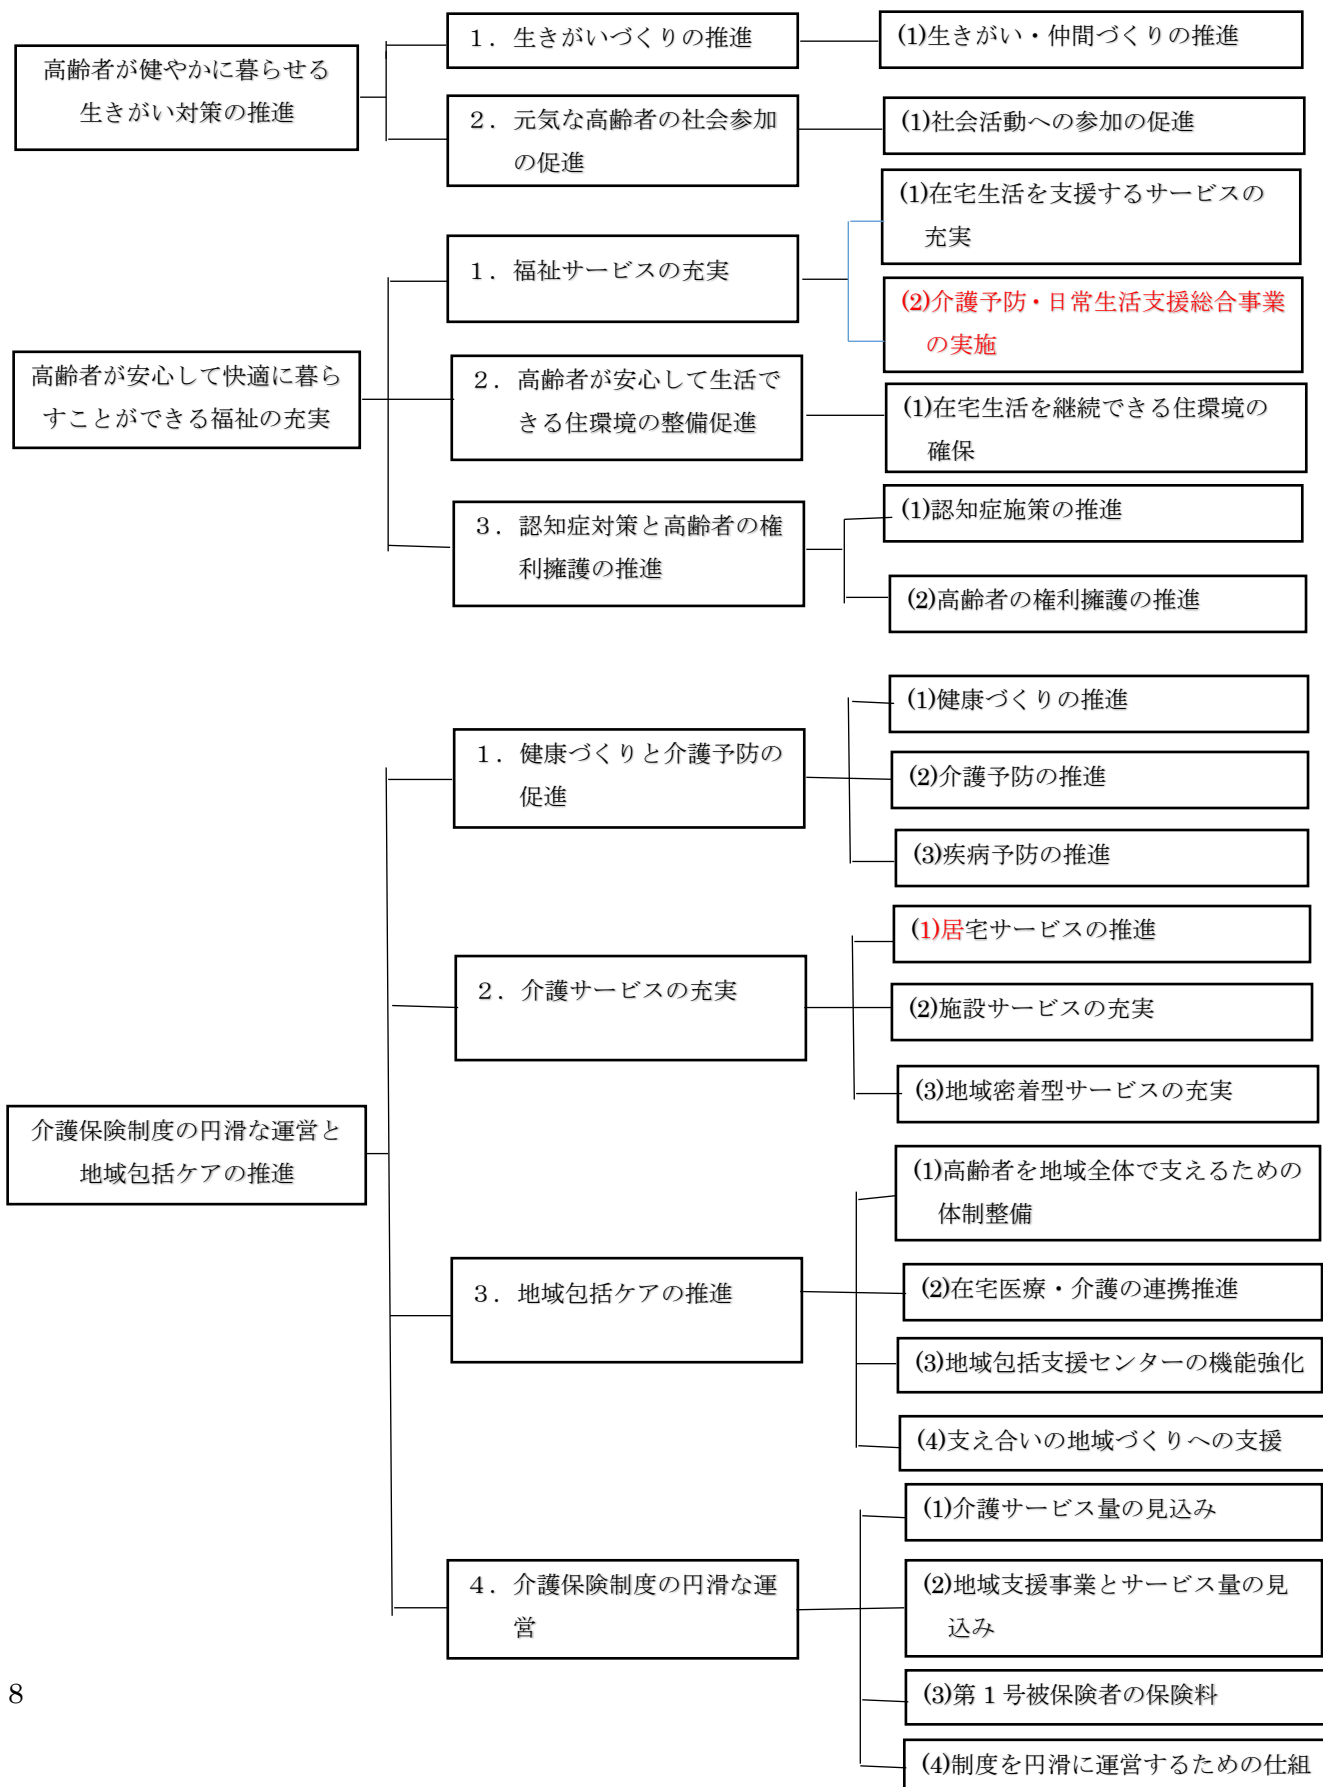 高齢者が健やかに暮らせる
生きがい対策の推進
１．生きがいづくりの推進
(1)生きがい・仲間づくりの推進
２．元気な高齢者の社会参加
の促進
(1)社会活動への参加の促進
高齢者が安心して快適に暮ら
すことができる福祉の充実
１．福祉サービスの充実
(1)在宅生活を支援するサービスの
充実
(2)介護予防・日常生活支援総合事業
の実施
２．高齢者が安心して生活で
きる住環境の整備促進
(1)在宅生活を継続できる住環境の
確保
３．認知症対策と高齢者の権
利擁護の推進
(1)認知症施策の推進
(2)高齢者の権利擁護の推進
介護保険制度の円滑な運営と
地域包括ケアの推進
１．健康づくりと介護予防の
促進
(1)健康づくりの推進
(2)介護予防の推進
(3)疾病予防の推進
２．介護サービスの充実
(1)居宅サービスの推進
(2)施設サービスの充実
(3)地域密着型サービスの充実
３．地域包括ケアの推進
(1)高齢者を地域全体で支えるための
体制整備
(2)在宅医療・介護の連携推進
(3)地域包括支援センターの機能強化
(4)支え合いの地域づくりへの支援
４．介護保険制度の円滑な運
営
(1)介護サービス量の見込み
(2)地域支援事業とサービス量の見
込み
(3)第 1 号被保険者の保険料
(4)制度を円滑に運営するための仕組
8